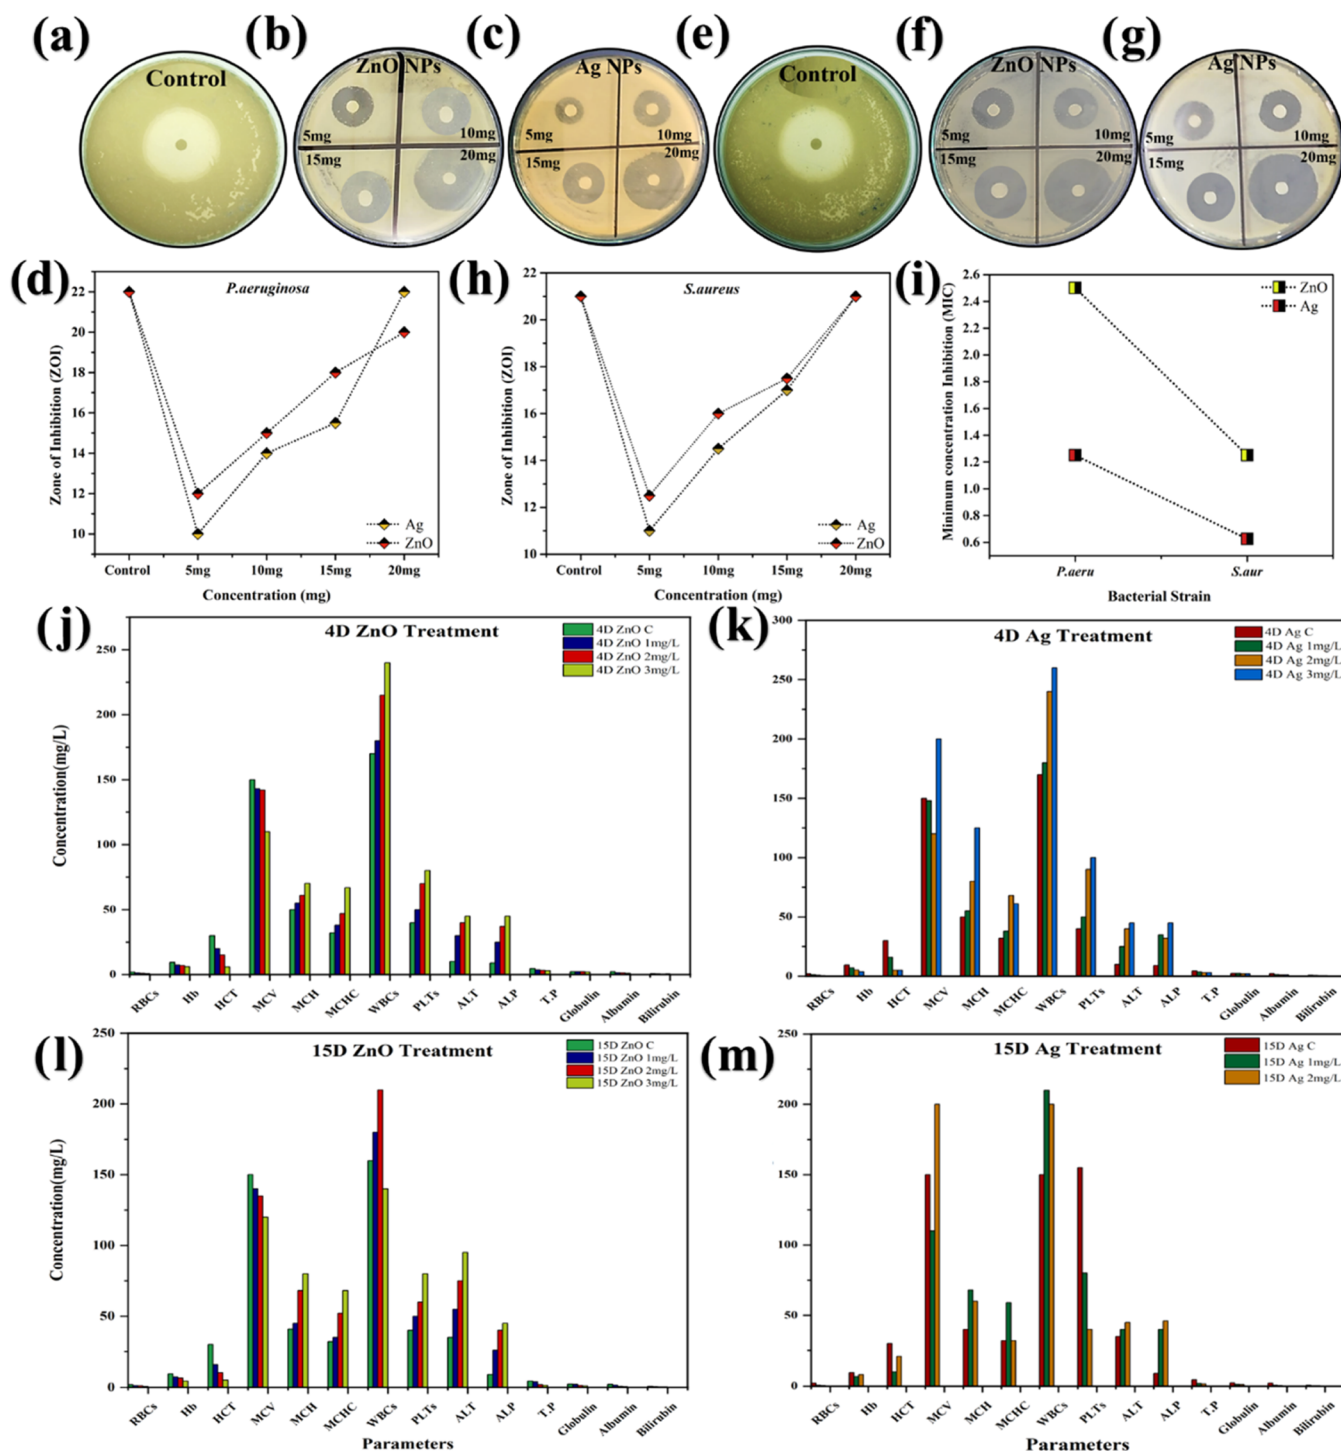 (a)
Control
(b)
ZnO NPs
5mg
10mg
15mg
20mg
(c)
Ag NPs
5mg
10mg
15mg
20mg
(e)
Control
(f)
ZnO NPs
5mg
10mg
15mg
20mg
(g)
Ag NPs
5mg
10mg
15mg
20mg
(d)
P.aeruginosa
Zone of Inhibition (ZOI)
22
20
18
16
14
12
10
Ag
ZnO
Control 5mg 10mg 15mg 20mg
Concentration (mg)
(h)
S.aureus
Zone of Inhibition (ZOI)
22
20
18
16
14
12
10
Ag
ZnO
Control 5mg 10mg 15mg 20mg
Concentration (mg)
(i)
Minimum concentration Inhibition (MIC)
2.6
2.4
2.2
2.0
1.8
1.6
1.4
1.2
1.0
0.8
0.6
ZnO
Ag
P.aeru S.aur
Bacterial Strain
(j)
4D ZnO Treatment
4D ZnO C
4D ZnO 1mg/L
4D ZnO 2mg/L
4D ZnO 3mg/L
Concentration(mg/L)
250
200
150
100
50
0
RBCs Hb HCT MCV MCH MCHC WBCs PLTs ALT ALP T.P Globulin Albumin Bilirubin
(k)
4D Ag Treatment
4D Ag C
4D Ag 1mg/L
4D Ag 2mg/L
4D Ag 3mg/L
300
250
200
150
100
50
0
RBCs Hb HCT MCV MCH MCHC WBCs PLTs ALT ALP T.P Globulin Albumin Bilirubin
(l)
15D ZnO Treatment
15D ZnO C
15D ZnO 1mg/L
15D ZnO 2mg/L
15D ZnO 3mg/L
Concentration(mg/L)
250
200
150
100
50
0
RBCs Hb HCT MCV MCH MCHC WBCs PLTs ALT ALP T.P Globulin Albumin Bilirubin
Parameters
(m)
15D Ag Treatment
15D Ag C
15D Ag 1mg/L
15D Ag 2mg/L
250
200
150
100
50
0
RBCs Hb HCT MCV MCH MCHC WBCs PLTs ALT ALP T.P Globulin Albumin Bilirubin
Parameters